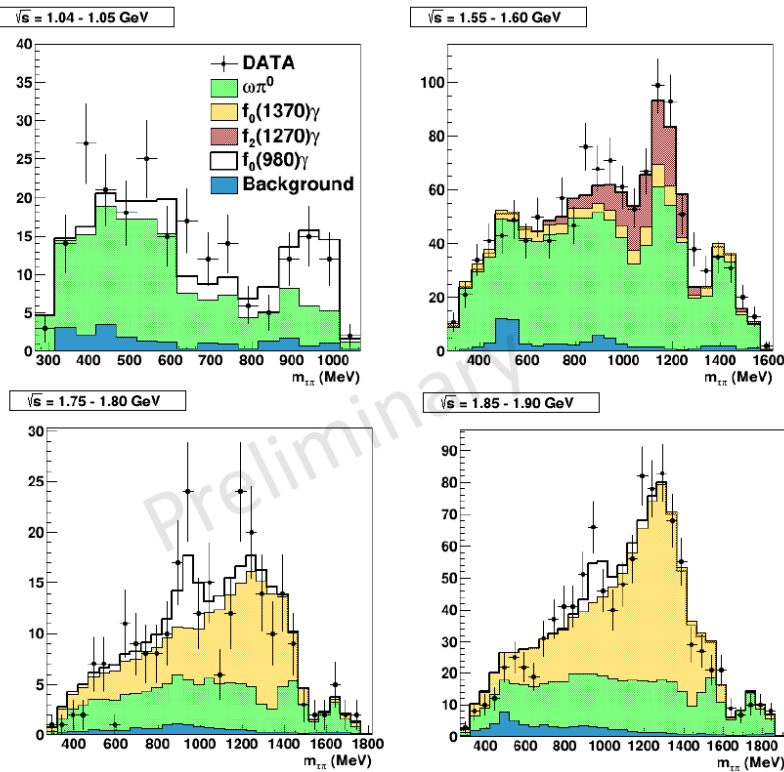 √s = 1.04 - 1.05 GeV
40
35
30
25
20
15
10
5
0
300 400 500 600 700 800 900 1000
m_ππ (MeV)
DATA
ωπ⁰
f₀(1370)γ
f₂(1270)γ
f₀(980)γ
Background
√s = 1.55 - 1.60 GeV
100
80
60
40
20
0
400 600 800 1000 1200 1400 1600
m_ππ (MeV)
√s = 1.75 - 1.80 GeV
30
25
20
15
10
5
0
400 600 800 1000 1200 1400 1600 1800
m_ππ (MeV)
√s = 1.85 - 1.90 GeV
90
80
70
60
50
40
30
20
10
0
400 600 800 1000 1200 1400 1600 1800
m_ππ (MeV)
Preliminary